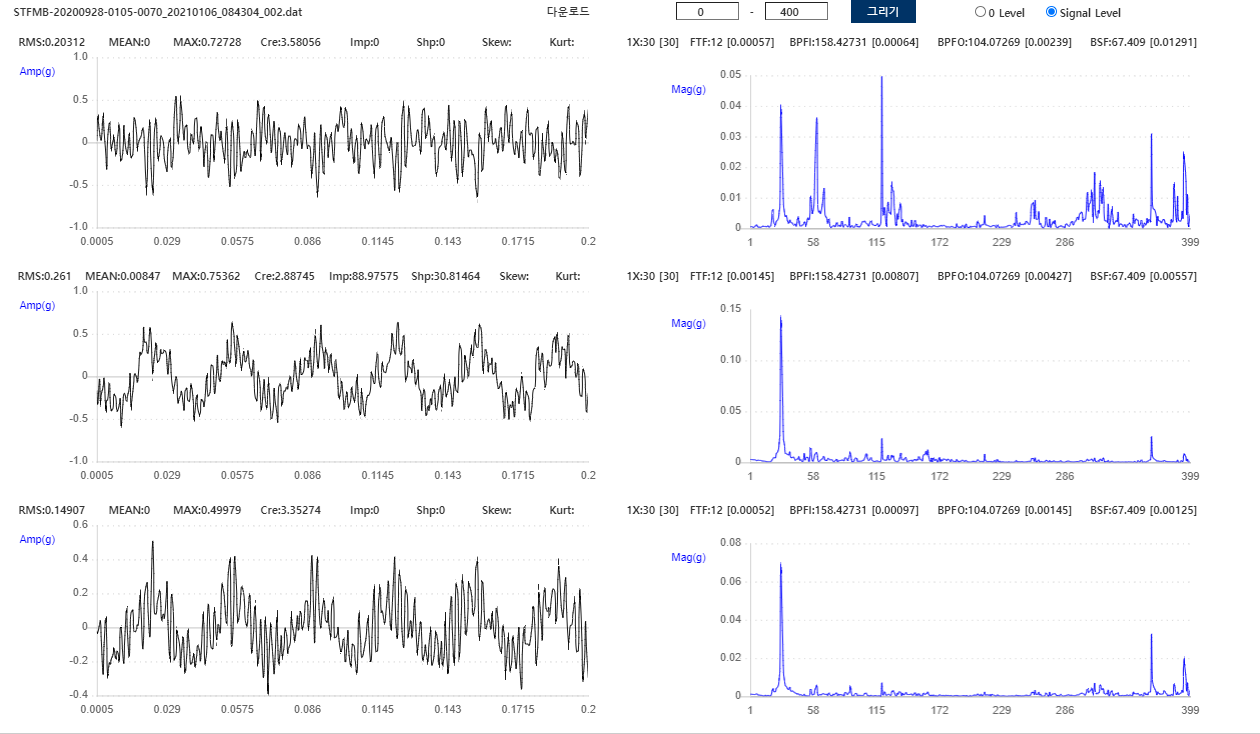 STFMB-20200928-0105-0070_20210106_084304_002.dat 다운로드 0 - 400 그리기 0 Level Signal Level
RMS:0.20312 MEAN:0 MAX:0.72728 Cre:3.58056 Imp:0 Shp:0 Skew: Kurt:
Amp(g)
1.0
0.5
0
-0.5
-1.0
0.0005 0.029 0.0575 0.086 0.1145 0.143 0.1715 0.2
1X:30 [30] FTF:12 [0.00057] BPFI:158.42731 [0.00064] BPFO:104.07269 [0.00239] BSF:67.409 [0.01291]
Mag(g)
0.05
0.04
0.03
0.02
0.01
0
1 58 115 172 229 286 399
RMS:0.261 MEAN:0.00847 MAX:0.75362 Cre:2.88745 Imp:88.97575 Shp:30.81464 Skew: Kurt:
Amp(g)
1.0
0.5
0
-0.5
-1.0
0.0005 0.029 0.0575 0.086 0.1145 0.143 0.1715 0.2
1X:30 [30] FTF:12 [0.00145] BPFI:158.42731 [0.00807] BPFO:104.07269 [0.00427] BSF:67.409 [0.00557]
Mag(g)
0.15
0.10
0.05
0
1 58 115 172 229 286 399
RMS:0.14907 MEAN:0 MAX:0.49979 Cre:3.35274 Imp:0 Shp:0 Skew: Kurt:
Amp(g)
0.6
0.4
0.2
0
-0.2
-0.4
0.0005 0.029 0.0575 0.086 0.1145 0.143 0.1715 0.2
1X:30 [30] FTF:12 [0.00052] BPFI:158.42731 [0.00097] BPFO:104.07269 [0.00145] BSF:67.409 [0.00125]
Mag(g)
0.08
0.06
0.04
0.02
0
1 58 115 172 229 286 399